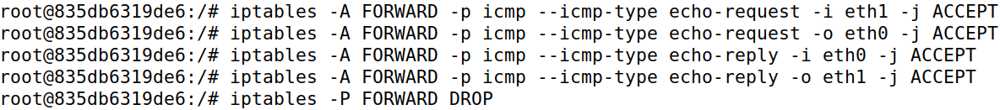 root@835db6319de6:/# iptables -A FORWARD -p icmp --icmp-type echo-request -i eth1 -j ACCEPT
root@835db6319de6:/# iptables -A FORWARD -p icmp --icmp-type echo-request -o eth0 -j ACCEPT
root@835db6319de6:/# iptables -A FORWARD -p icmp --icmp-type echo-reply -i eth0 -j ACCEPT
root@835db6319de6:/# iptables -A FORWARD -p icmp --icmp-type echo-reply -o eth1 -j ACCEPT
root@835db6319de6:/# iptables -P FORWARD DROP